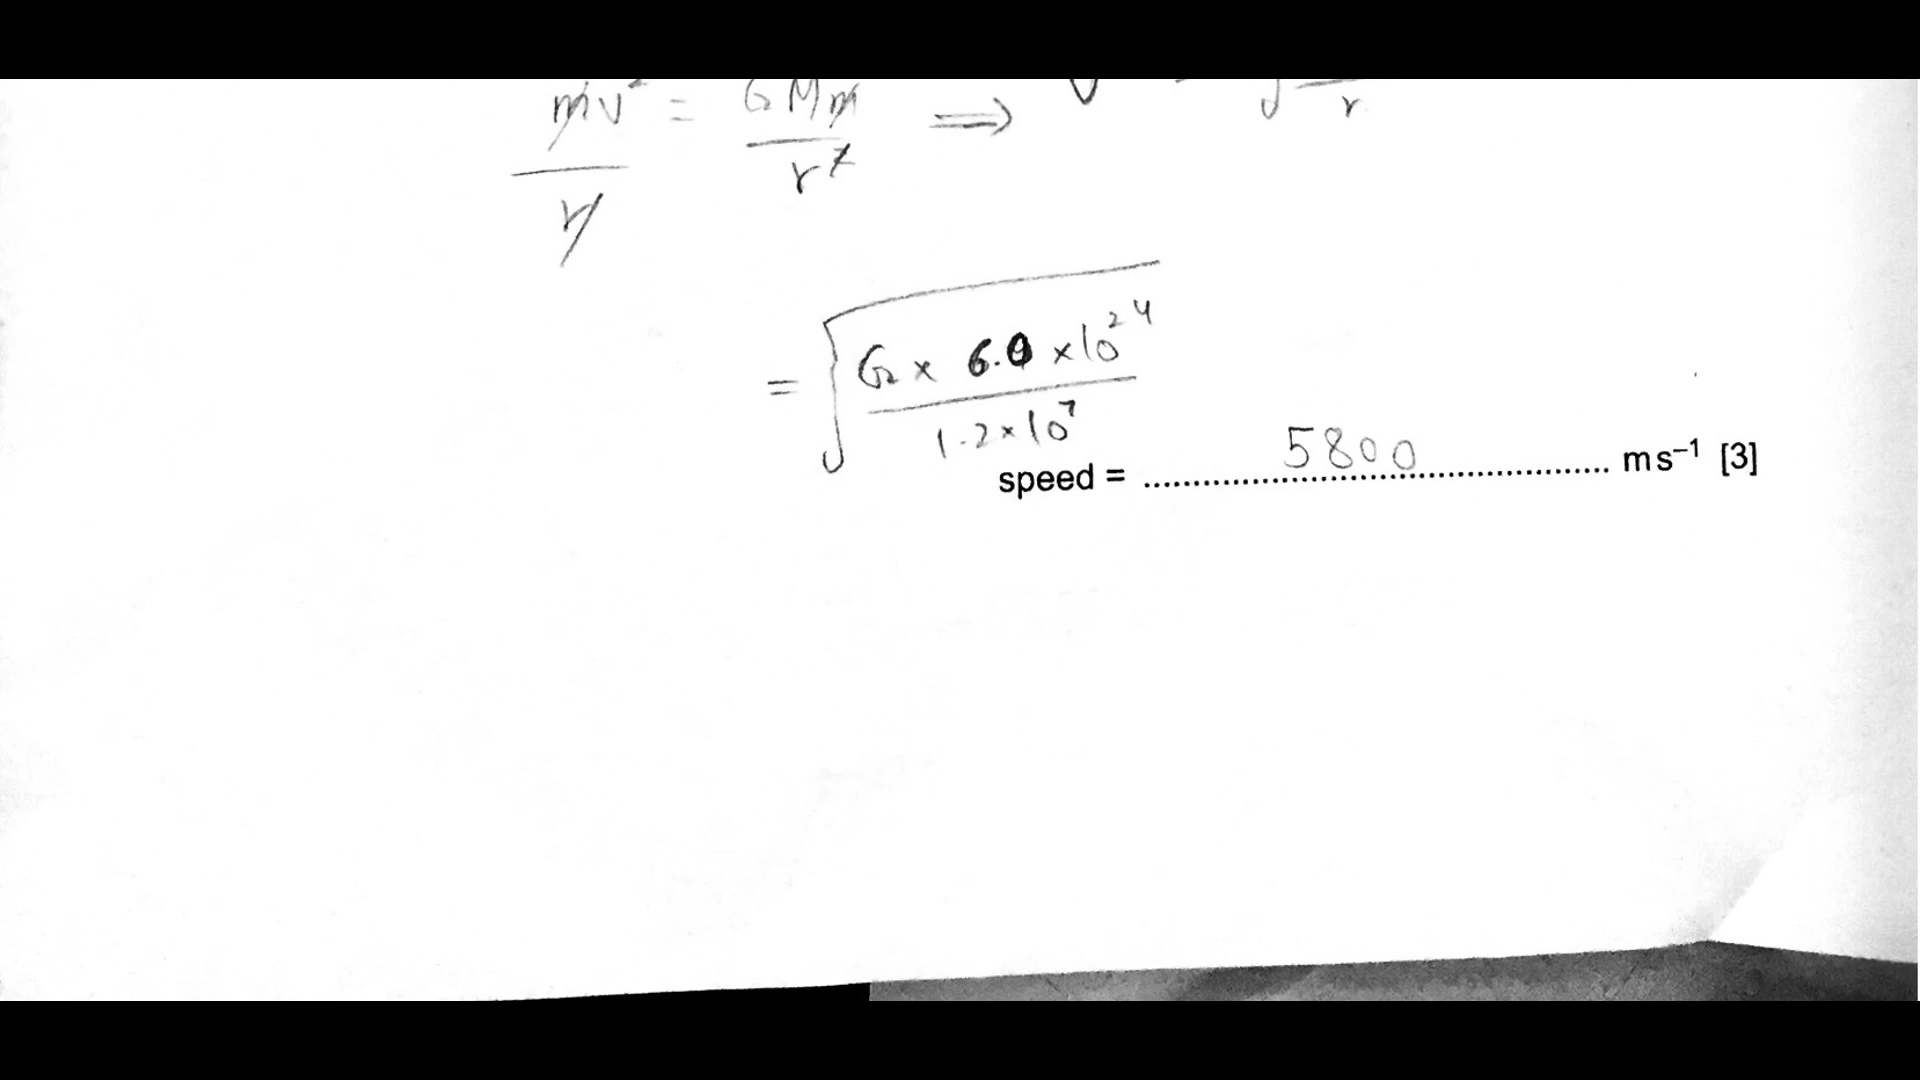 mv² = GMm ⟹ v =
r r² r
= √ G × 6.0 × 10²⁴
1.2 × 10⁷
speed = 5800 ms⁻¹ [3]